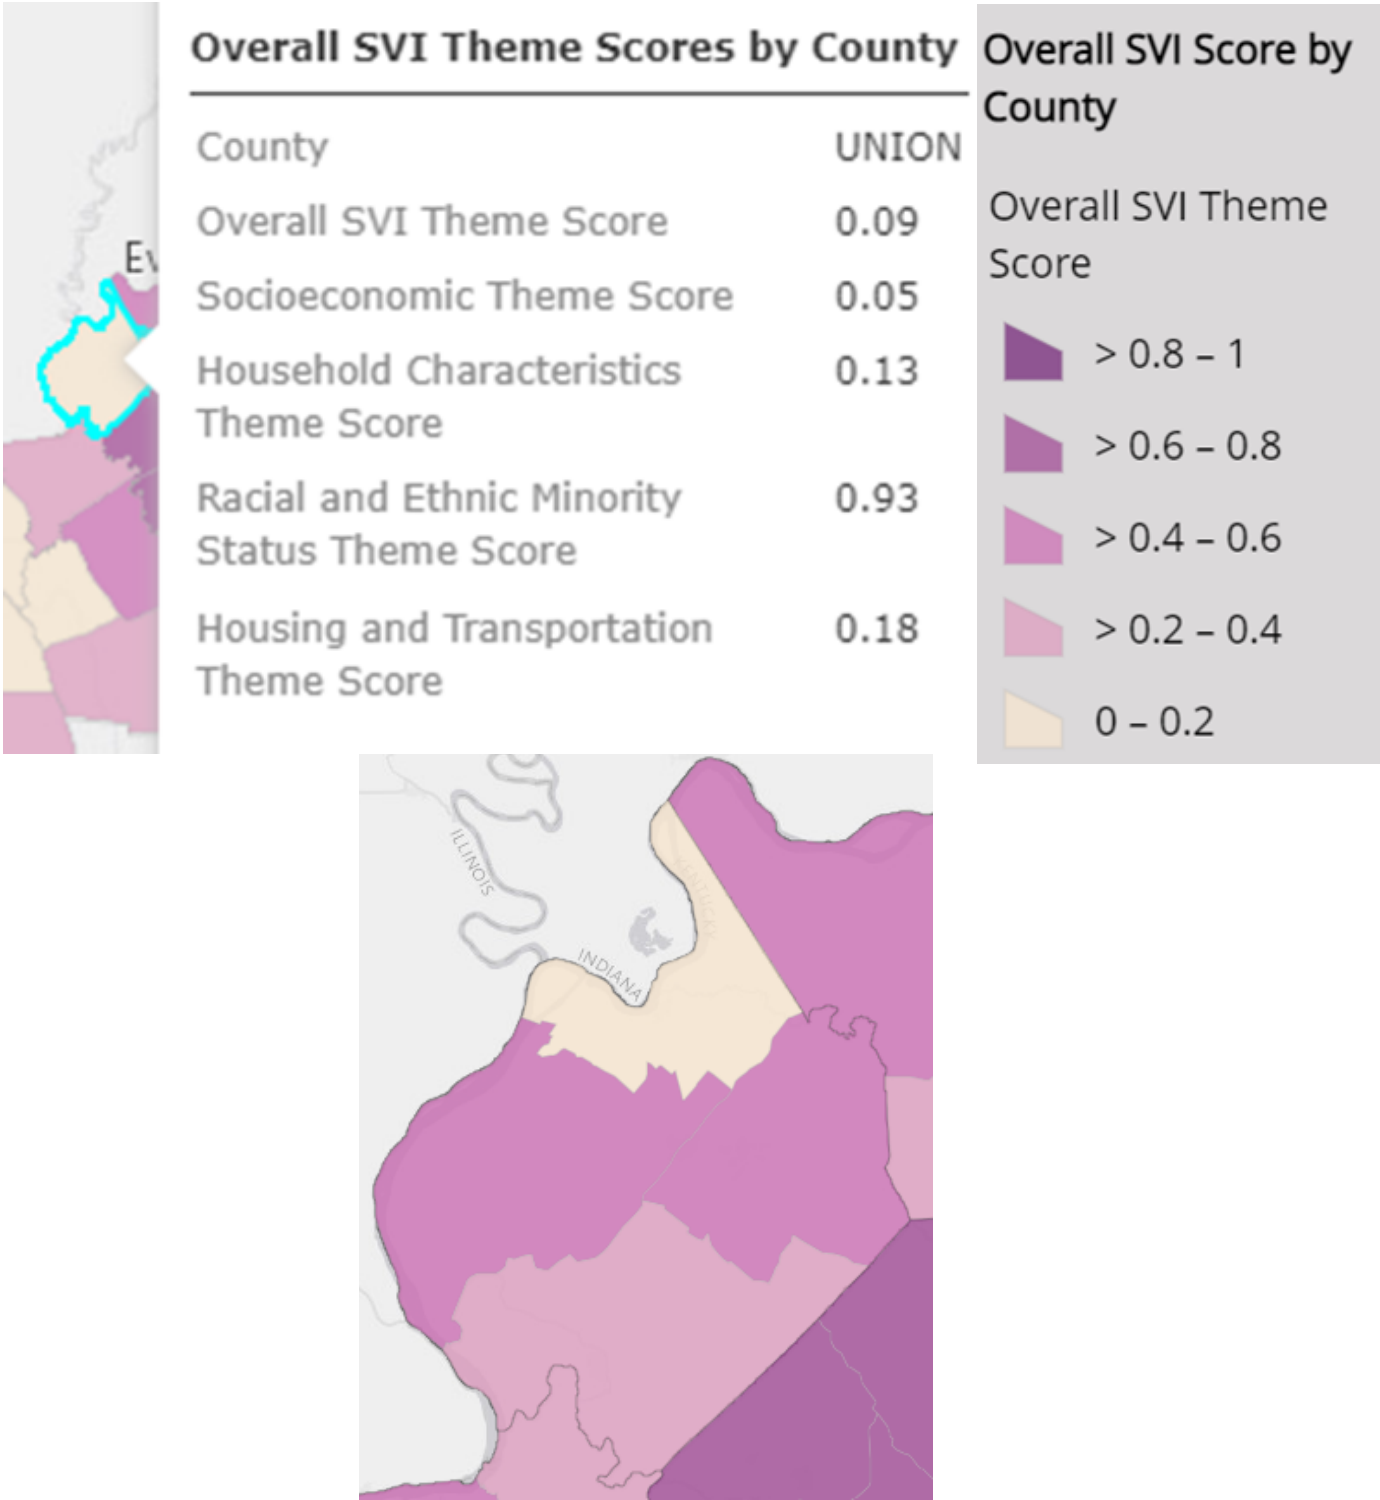 Overall SVI Theme Scores by County
County UNION
Overall SVI Theme Score 0.09
Socioeconomic Theme Score 0.05
Household Characteristics 0.13
Theme Score
Racial and Ethnic Minority 0.93
Status Theme Score
Housing and Transportation 0.18
Theme Score
Ev
Overall SVI Score by
County
Overall SVI Theme
Score
> 0.8 – 1
> 0.6 – 0.8
> 0.4 – 0.6
> 0.2 – 0.4
0 – 0.2
ILLINOIS
KENTUCKY
INDIANA